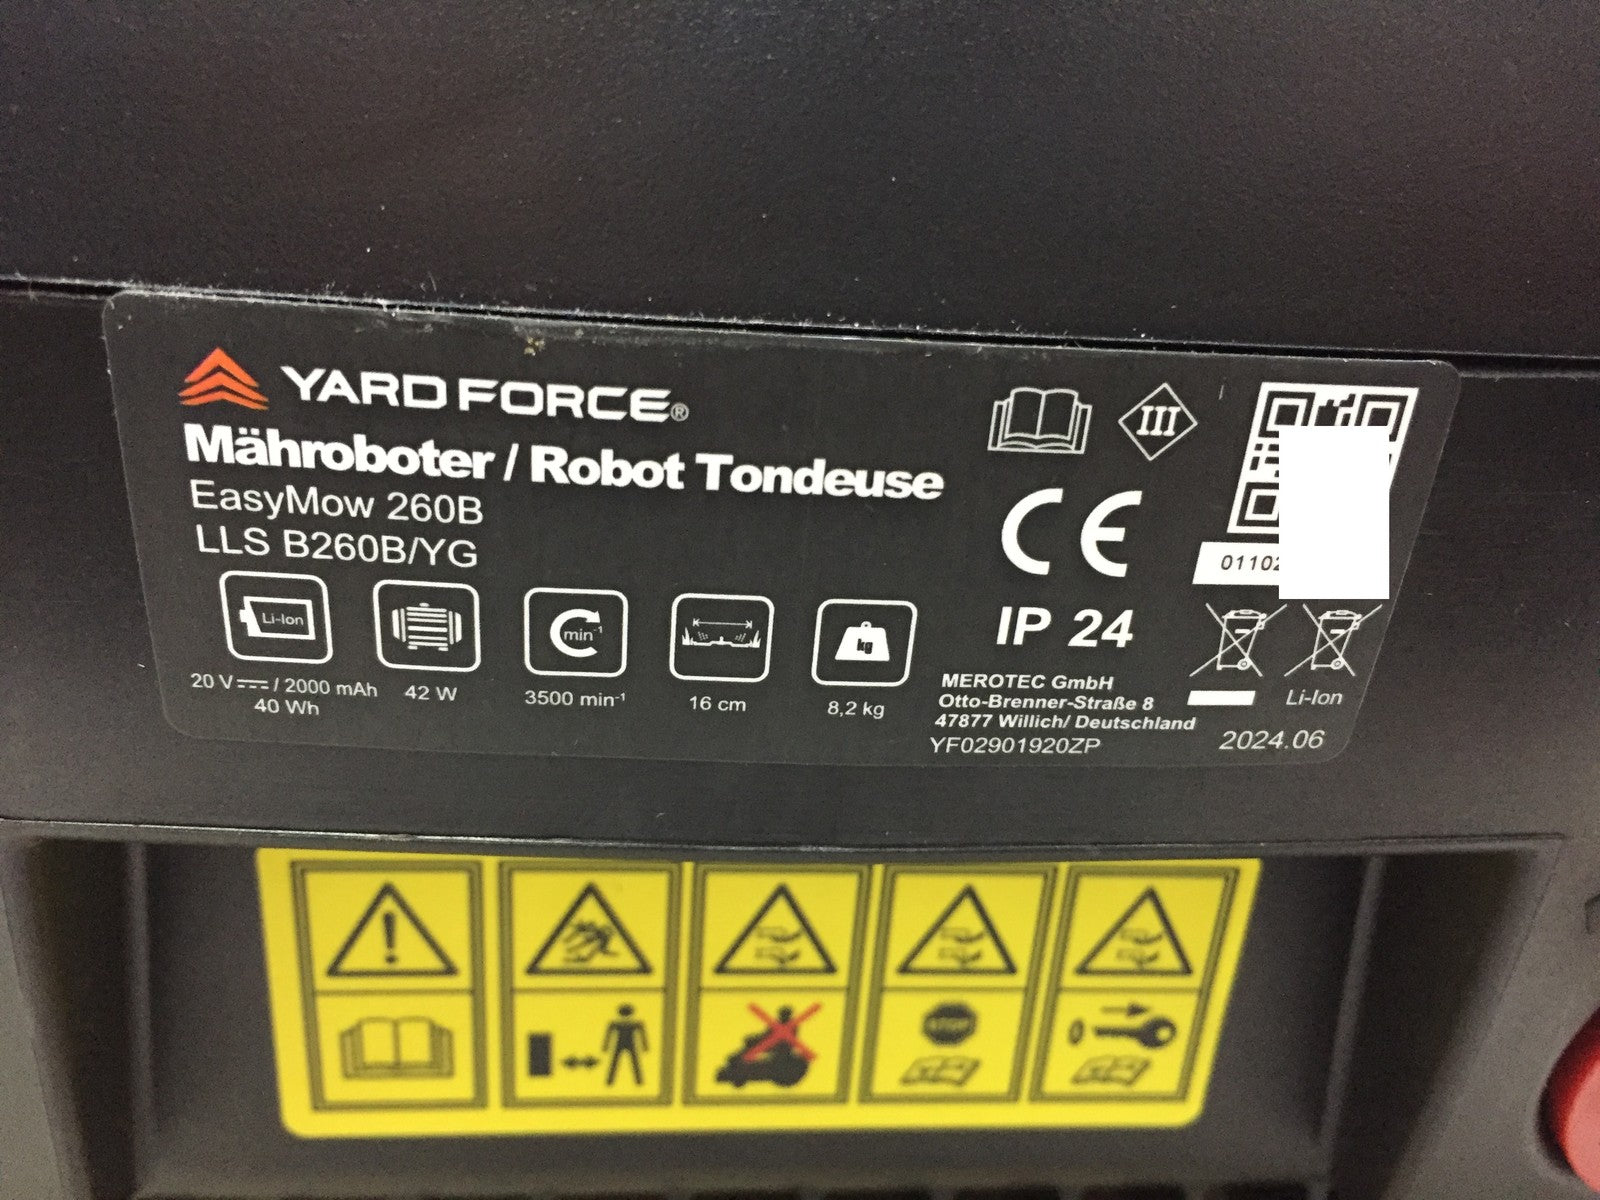 YARD FORCE®
Mähroboter / Robot Tondeuse
EasyMow 260B
LLS B260B/YG
Li-Ion
min-1
kg
20 V⎓ / 2000 mAh
40 Wh
42 W
3500 min-1
16 cm
8,2 kg
III
CE
IP 24
01102
MEROTEC GmbH
Otto-Brenner-Straße 8
47877 Willich/ Deutschland
YF02901920ZP
Li-Ion
2024.06
STOP